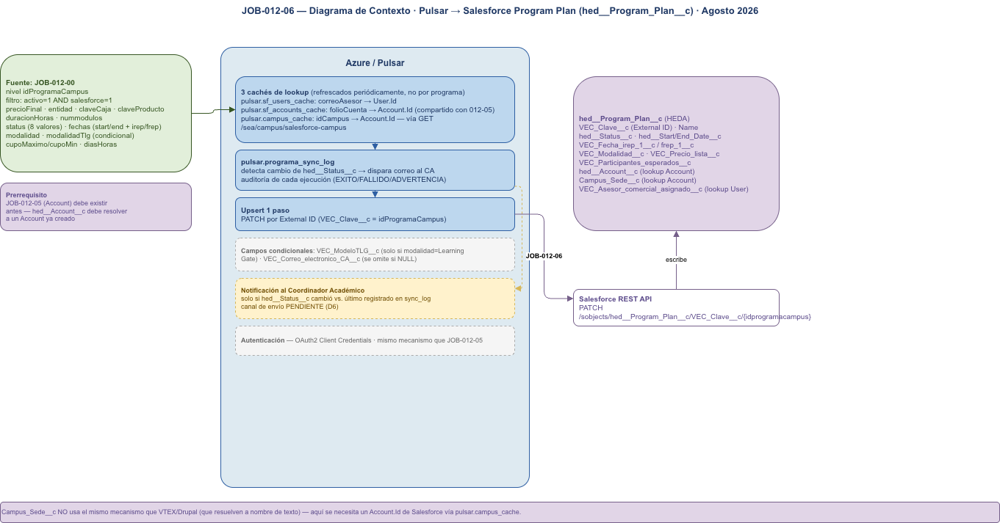 JOB-012-06 — Diagrama de Contexto · Pulsar → Salesforce Program Plan (hed__Program_Plan__c) · Agosto 2026
Fuente: JOB-012-00
nivel idProgramaCampus
filtro: activo=1 AND salesforce=1
precioFinal · entidad · claveCaja · claveProducto
duracionHoras · nummodulos
status (8 valores) · fechas (start/end + irep/frep)
modalidad · modalidadTlg (condicional)
cupoMaximo/cupoMin · diasHoras
Prerrequisito
JOB-012-05 (Account) debe existir
antes — hed__Account__c debe resolver
a un Account ya creado
Azure / Pulsar
3 cachés de lookup (refrescados periódicamente, no por programa)
pulsar.sf_users_cache: correoAsesor → User.Id
pulsar.sf_accounts_cache: folioCuenta → Account.Id (compartido con 012-05)
pulsar.campus_cache: idCampus → Account.Id — vía GET
/sea/campus/salesforce-campus
pulsar.programa_sync_log
detecta cambio de hed__Status__c → dispara correo al CA
auditoría de cada ejecución (EXITO/FALLIDO/ADVERTENCIA)
Upsert 1 paso
PATCH por External ID (VEC_Clave__c = idProgramaCampus)
Campos condicionales: VEC_ModeloTLG__c (solo si modalidad=Learning
Gate) · VEC_Correo_electronico_CA__c (se omite si NULL)
Notificación al Coordinador Académico
solo si hed__Status__c cambió vs. último registrado en sync_log
canal de envío PENDIENTE (D6)
Autenticación — OAuth2 Client Credentials · mismo mecanismo que JOB-012-05
JOB-012-06
hed__Program_Plan__c (HEDA)
VEC_Clave__c (External ID) · Name
hed__Status__c · hed__Start/End_Date__c
VEC_Fecha_irep_1__c / frep_1__c
VEC_Modalidad__c · VEC_Precio_lista__c
VEC_Participantes_esperados__c
hed__Account__c (lookup Account)
Campus_Sede__c (lookup Account)
VEC_Asesor_comercial_asignado__c (lookup User)
escribe
Salesforce REST API
PATCH
/sobjects/hed__Program_Plan__c/VEC_Clave__c/{idprogramacampus}
Campus_Sede__c NO usa el mismo mecanismo que VTEX/Drupal (que resuelven a nombre de texto) — aquí se necesita un Account.Id de Salesforce vía pulsar.campus_cache.